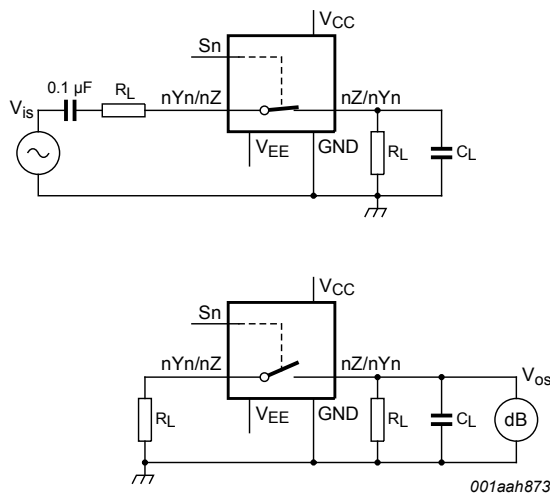 VCC
Sn
0.1 µF
RL
nYn/nZ
nZ/nYn
Vis
VEE
GND
RL
CL
VCC
Sn
nYn/nZ
nZ/nYn
Vos
VEE
GND
RL
RL
CL
dB
001aah873